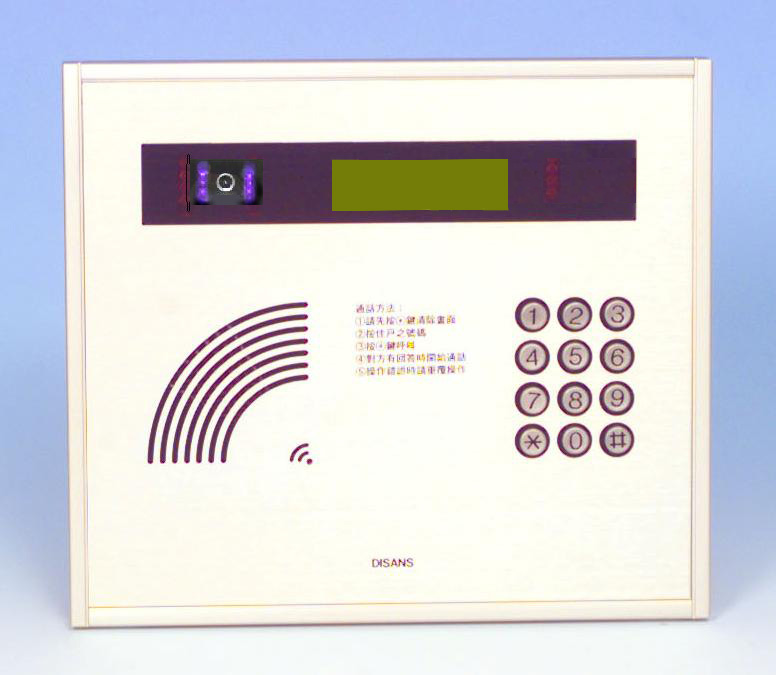 通話方法：
①請先按*鍵清除畫面
②按住戶之號碼
③按#鍵呼叫
④對方有回答時開始通話
⑤操作錯誤時請重覆操作
1 2 3
4 5 6
7 8 9
* 0 #
DISANS